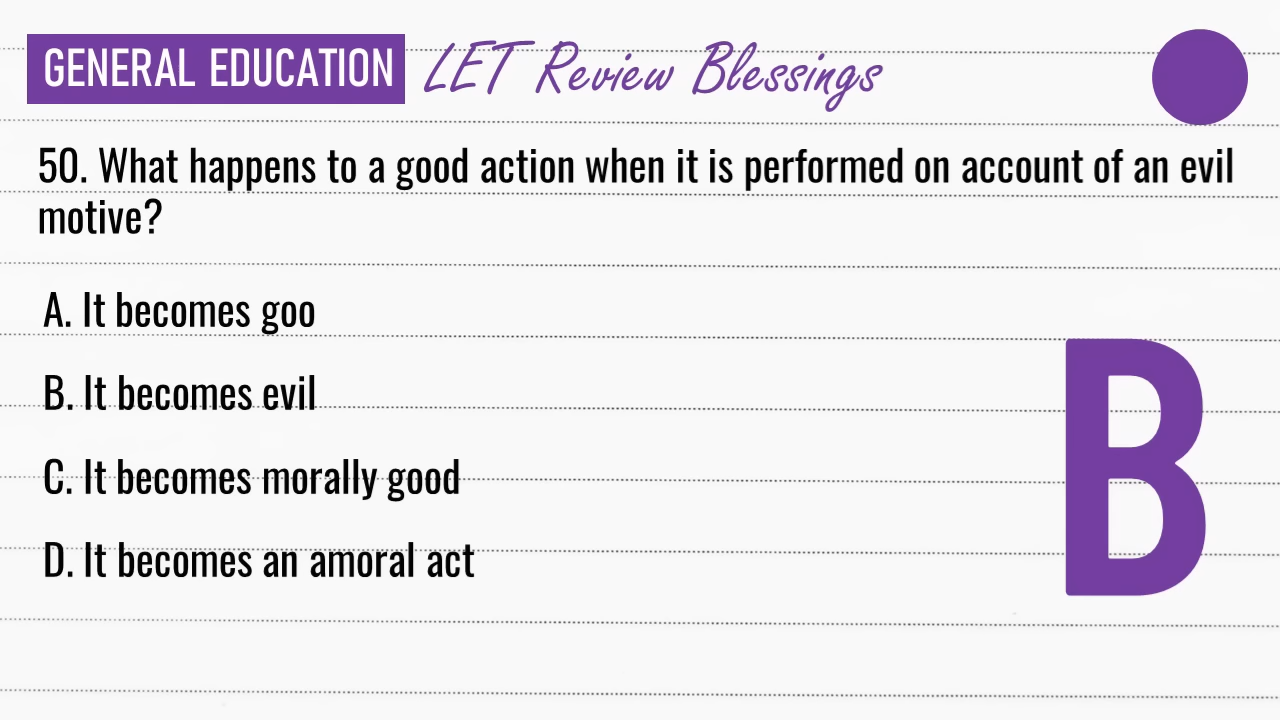 GENERAL EDUCATION LET Review Blessings
50. What happens to a good action when it is performed on account of an evil
motive?
A. It becomes goo
B. It becomes evil
C. It becomes morally good
D. It becomes an amoral act
B